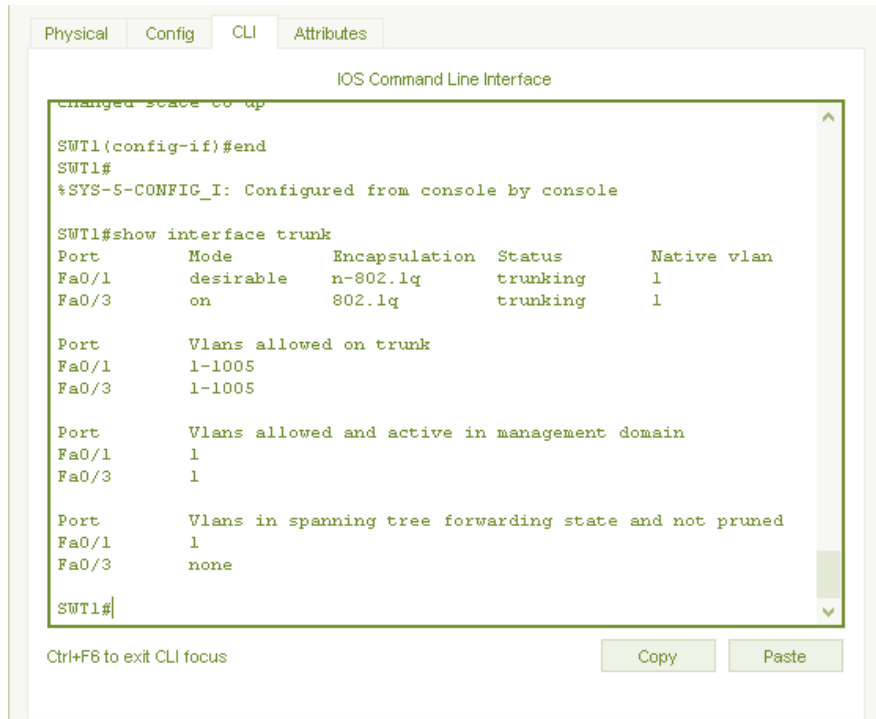 Physical Config CLI Attributes
IOS Command Line Interface
changed state to up
SWT1(config-if)#end
SWT1#
%SYS-5-CONFIG_I: Configured from console by console
SWT1#show interface trunk
Port Mode Encapsulation Status Native vlan
Fa0/1 desirable n-802.1q trunking 1
Fa0/3 on 802.1q trunking 1
Port Vlans allowed on trunk
Fa0/1 1-1005
Fa0/3 1-1005
Port Vlans allowed and active in management domain
Fa0/1 1
Fa0/3 1
Port Vlans in spanning tree forwarding state and not pruned
Fa0/1 1
Fa0/3 none
SWT1#
Ctrl+F6 to exit CLI focus
Copy Paste